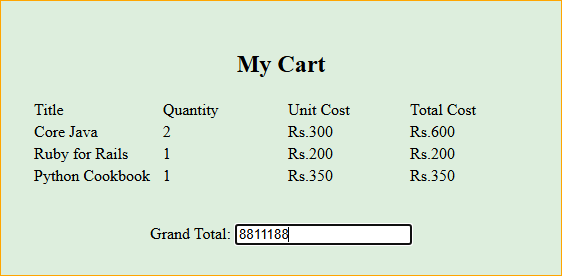 My Cart
Title Quantity Unit Cost Total Cost
Core Java 2 Rs.300 Rs.600
Ruby for Rails 1 Rs.200 Rs.200
Python Cookbook 1 Rs.350 Rs.350
Grand Total: 8811188